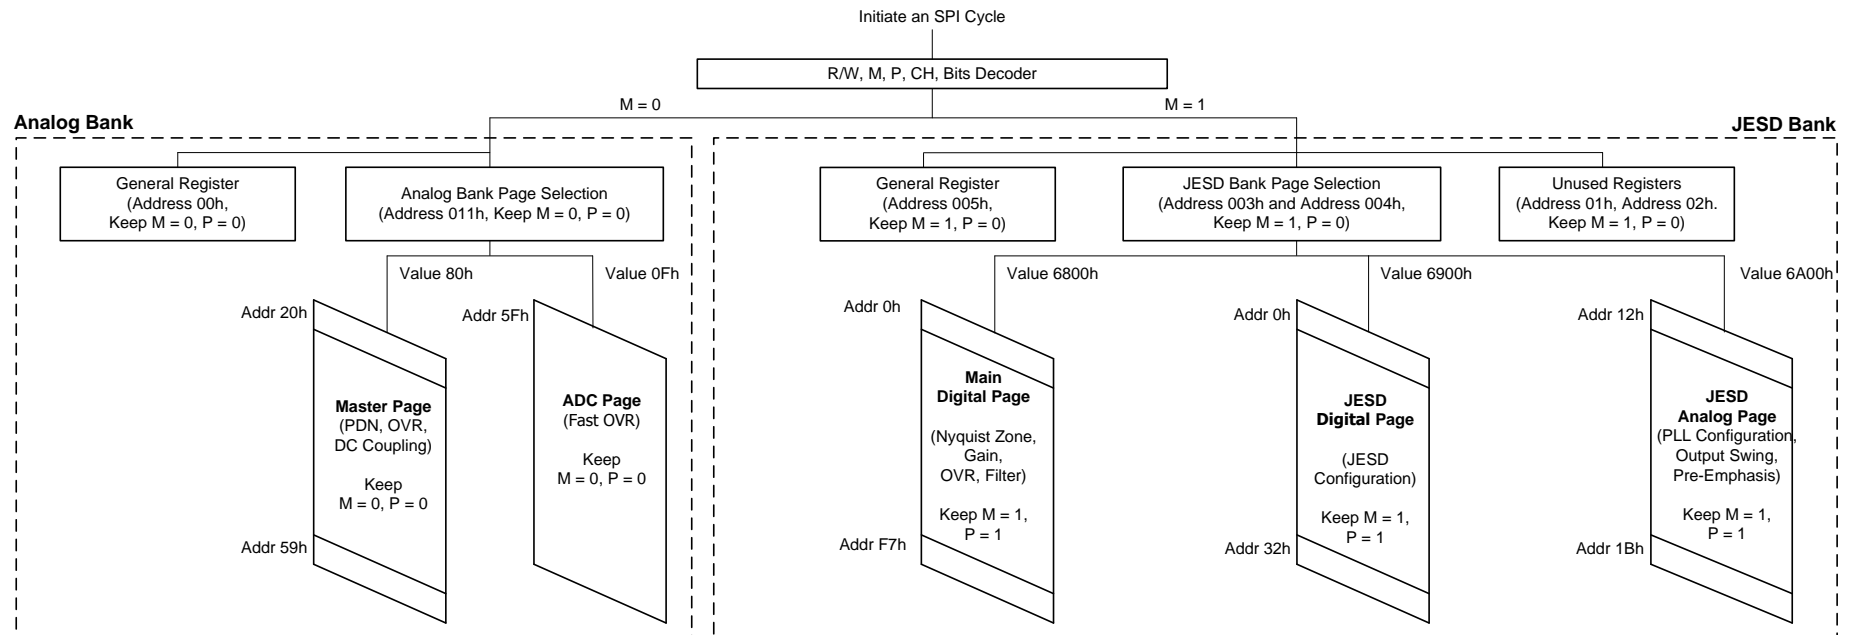 Initiate an SPI Cycle
R/W, M, P, CH, Bits Decoder
M = 0
M = 1
Analog Bank
JESD Bank
General Register
(Address 00h,
Keep M = 0, P = 0)
Analog Bank Page Selection
(Address 011h, Keep M = 0, P = 0)
General Register
(Address 005h,
Keep M = 1, P = 0)
JESD Bank Page Selection
(Address 003h and Address 004h,
Keep M = 1, P = 0)
Unused Registers
(Address 01h, Address 02h.
Keep M = 1, P = 0)
Value 80h
Value 0Fh
Value 6800h
Value 6900h
Value 6A00h
Addr 20h
Master Page
(PDN, OVR,
DC Coupling)
Keep
M = 0, P = 0
Addr 59h
Addr 5Fh
ADC Page
(Fast OVR)
Keep
M = 0, P = 0
Addr 0h
Main
Digital Page
(Nyquist Zone,
Gain,
OVR, Filter)
Keep M = 1,
P = 1
Addr F7h
Addr 0h
JESD
Digital Page
(JESD
Configuration)
Keep M = 1,
P = 1
Addr 32h
Addr 12h
JESD
Analog Page
(PLL Configuration,
Output Swing,
Pre-Emphasis)
Keep M = 1,
P = 1
Addr 1Bh